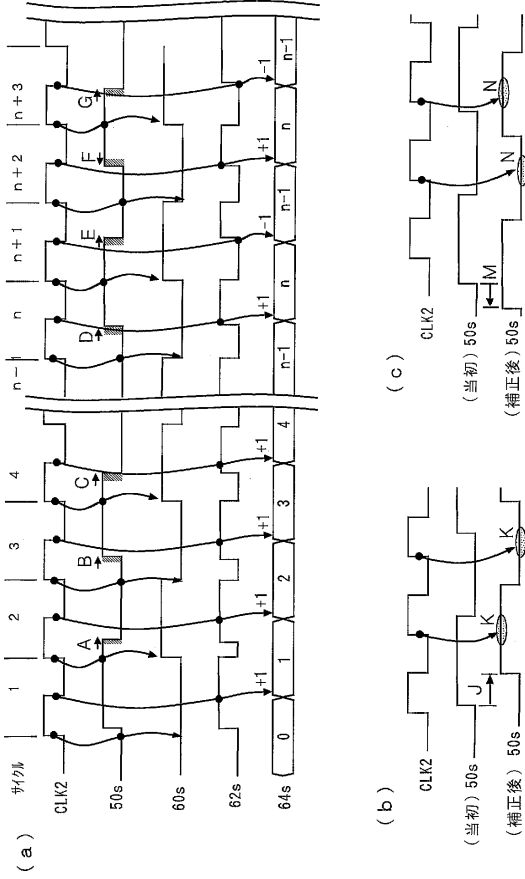 (a)
サイクル 1 2 3 4 n-1 n n+1 n+2 n+3
CLK2
50s
A B C D E F G
60s
62s
+1 +1 +1 +1 +1 -1 +1 -1
64s
0 1 2 3 4 n-1 n n-1 n n-1
(b)
CLK2
(当初) 50s
J
(補正後) 50s
K K
(c)
CLK2
(当初) 50s
M
(補正後) 50s
N N